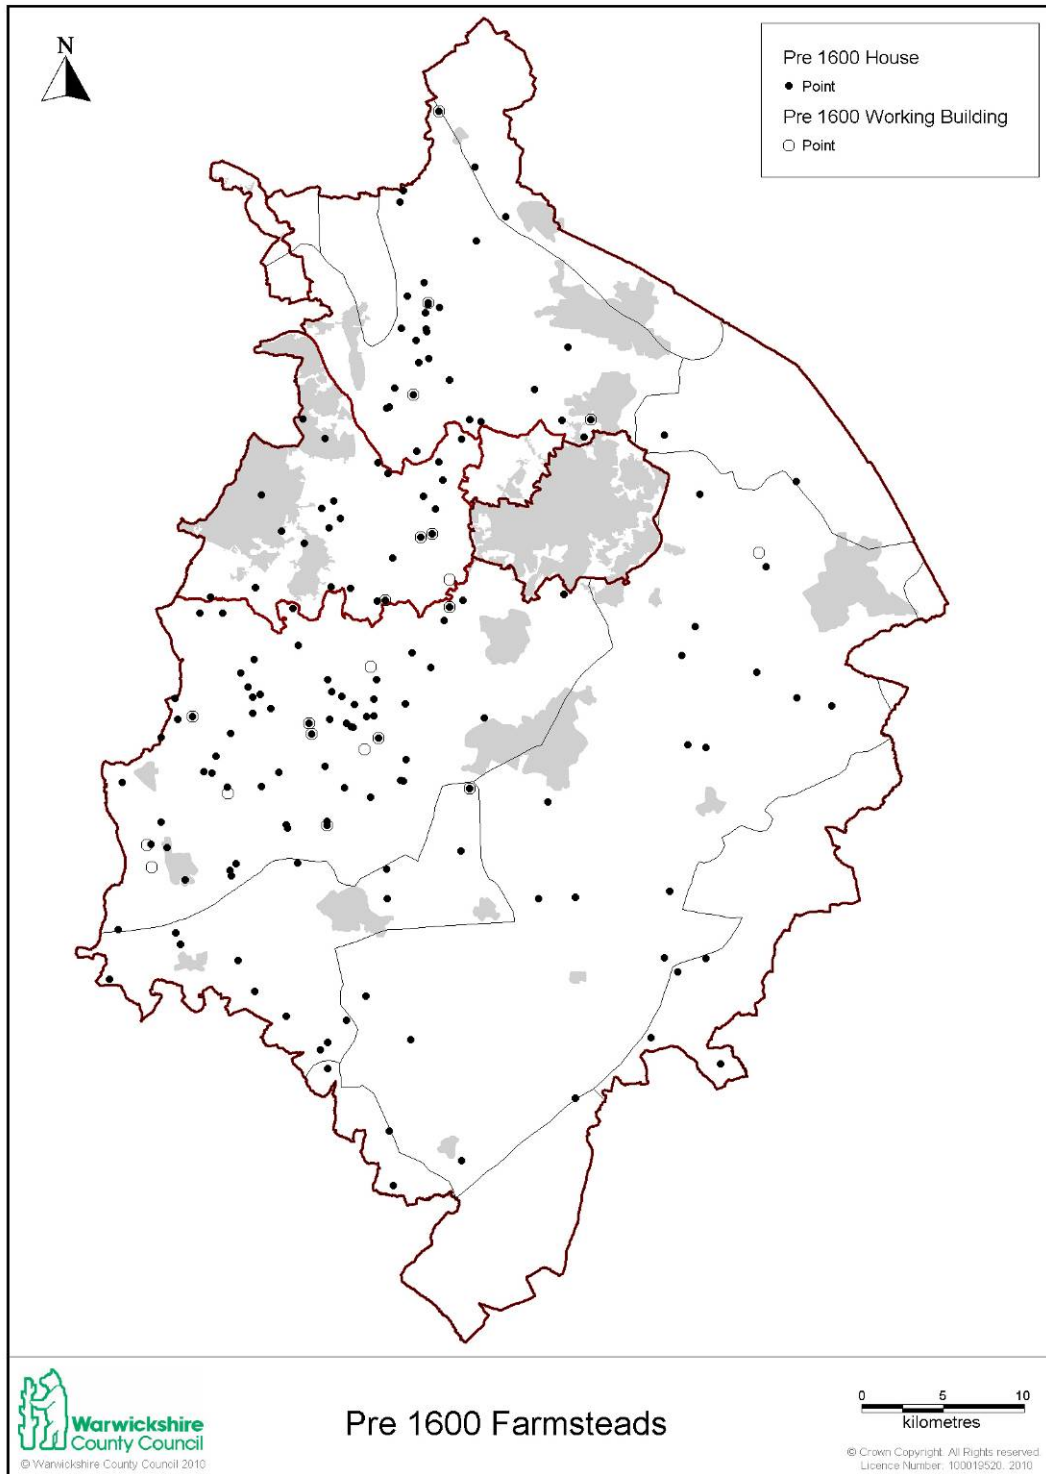 N
Pre 1600 House
Point
Pre 1600 Working Building
Point
Warwickshire
County Council
© Warwickshire County Council 2010
Pre 1600 Farmsteads
0 5 10
kilometres
© Crown Copyright. All Rights reserved.
Licence Number: 100019520. 2010